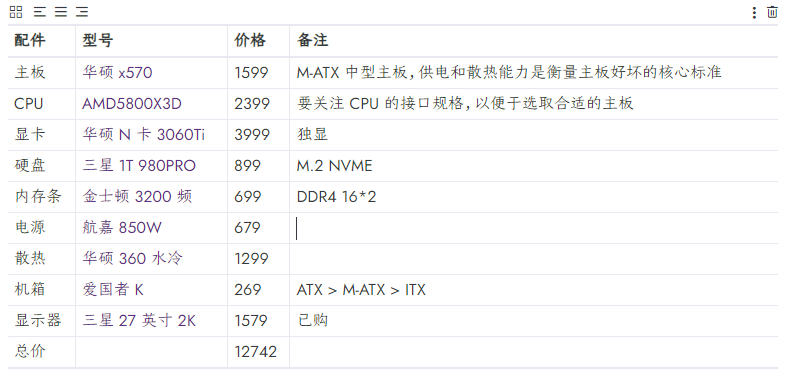 配件 型号 价格 备注
主板 华硕 x570 1599 M-ATX 中型主板，供电和散热能力是衡量主板好坏的核心标准
CPU AMD5800X3D 2399 要关注 CPU 的接口规格，以便于选取合适的主板
显卡 华硕 N 卡 3060Ti 3999 独显
硬盘 三星 1T 980PRO 899 M.2 NVME
内存条 金士顿 3200 频 699 DDR4 16*2
电源 航嘉 850W 679
散热 华硕 360 水冷 1299
机箱 爱国者 K 269 ATX > M-ATX > ITX
显示器 三星 27 英寸 2K 1579 已购
总价 12742